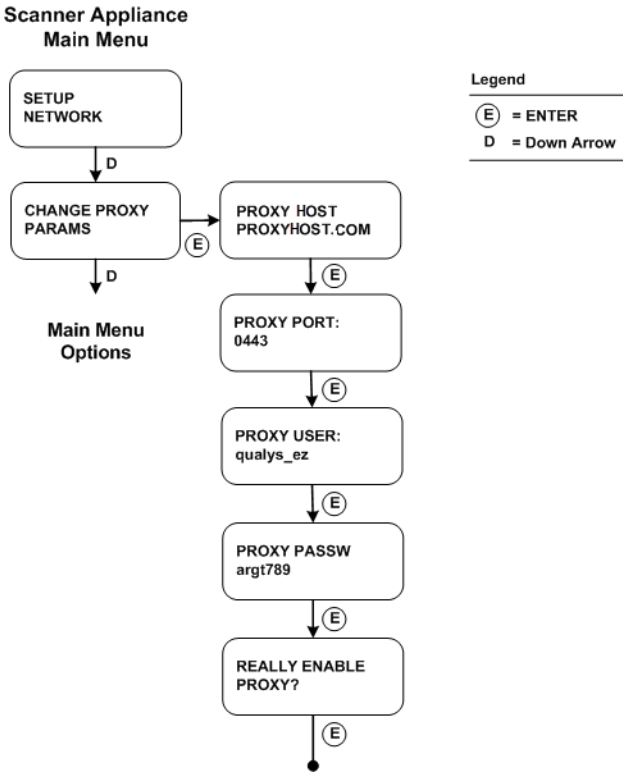 Scanner Appliance
Main Menu
SETUP
NETWORK
D
CHANGE PROXY
PARAMS
E
D
Main Menu
Options
PROXY HOST
PROXYHOST.COM
E
PROXY PORT:
0443
E
PROXY USER:
qualys_ez
E
PROXY PASSW
argt789
E
REALLY ENABLE
PROXY?
E
Legend
E = ENTER
D = Down Arrow